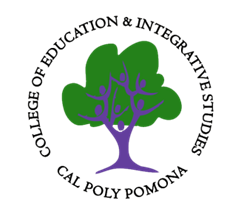 COLLEGE OF EDUCATION & INTEGRATIVE STUDIES
CAL POLY POMONA